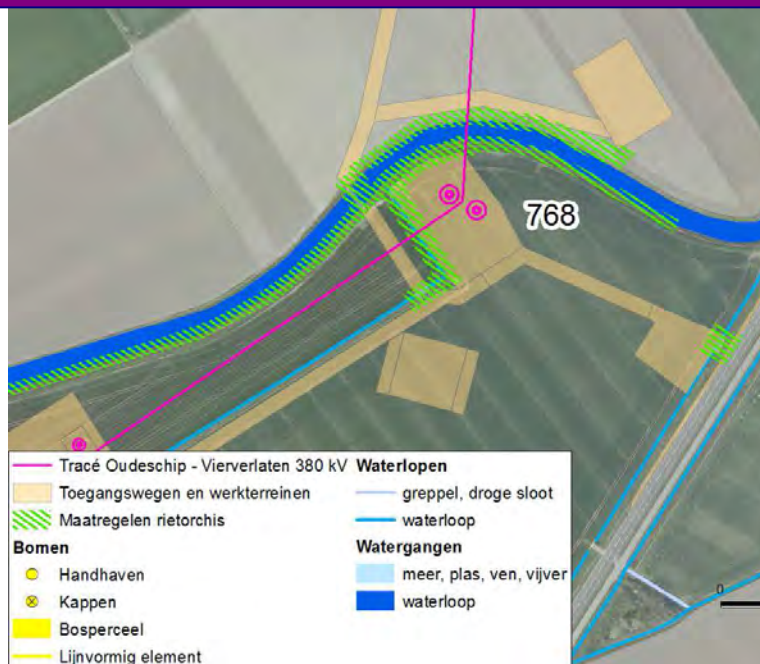 768
Tracé Oudeschip - Vierverlaten 380 kV
Toegangswegen en werkterreinen
Maatregelen rietorchis
Bomen
Handhaven
Kappen
Bosperceel
Lijnvormig element
Waterlopen
greppel, droge sloot
waterloop
Watergangen
meer, plas, ven, vijver
waterloop
0